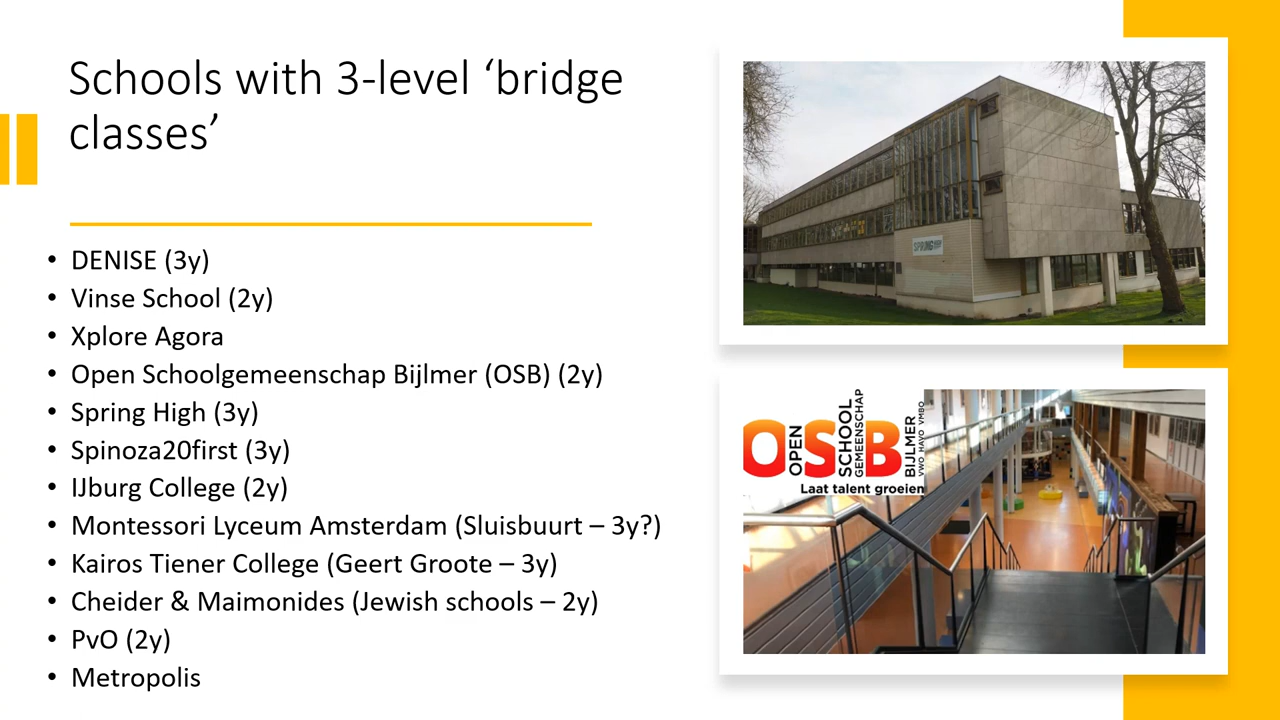 Schools with 3-level ‘bridge
classes’
• DENISE (3y)
• Vinse School (2y)
• Xplore Agora
• Open Schoolgemeenschap Bijlmer (OSB) (2y)
• Spring High (3y)
• Spinoza20first (3y)
• IJburg College (2y)
• Montessori Lyceum Amsterdam (Sluisbuurt – 3y?)
• Kairos Tiener College (Geert Groote – 3y)
• Cheider & Maimonides (Jewish schools – 2y)
• PvO (2y)
• Metropolis
SPRING
OSB
OPEN
SCHOOL
GEMEENSCHAP
BIJLMER
VWO HAVO VMBO
Laat talent groeien